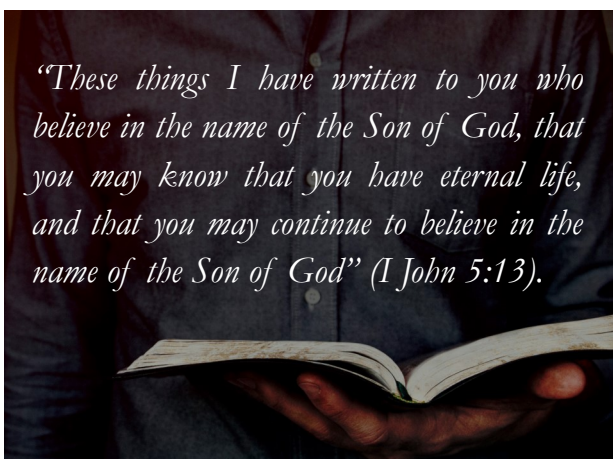 “These things I have written to you who
believe in the name of the Son of God, that
you may know that you have eternal life,
and that you may continue to believe in the
name of the Son of God” (I John 5:13).